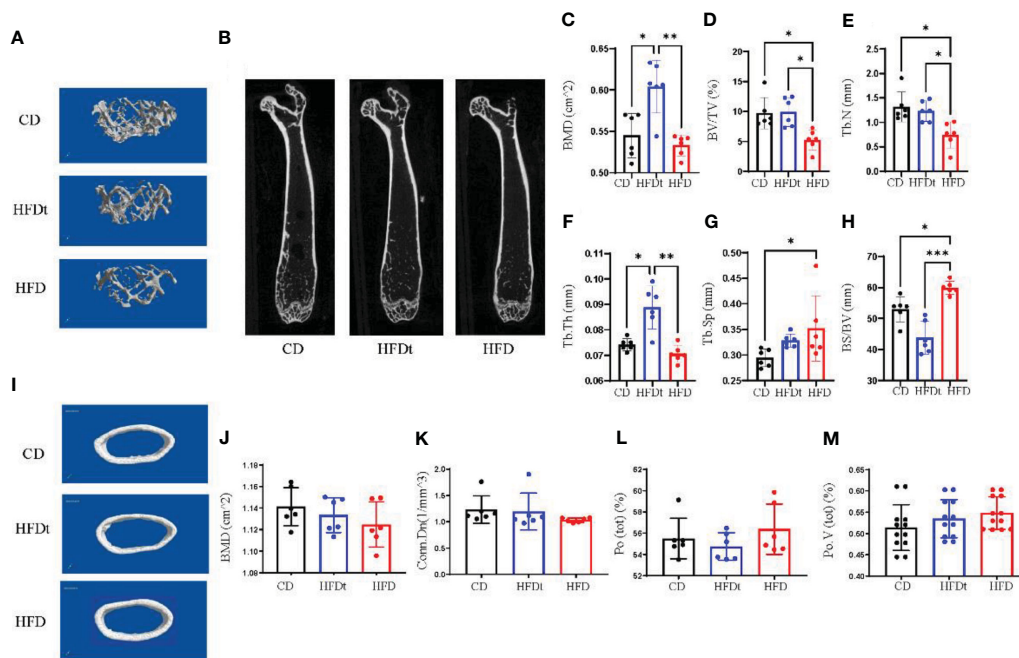 A
CD
HFDt
HFD
B
CD HFDt HFD
C
* **
BMD (cm^2)
0.65
0.60
0.55
0.50
CD HFDt HFD
D
*
*
BV/TV (%)
20
15
10
5
0
CD HFDt HFD
E
*
*
Tb.N (mm)
2.5
2.0
1.5
1.0
0.5
0.0
CD HFDt HFD
F
* **
Tb.Th (mm)
0.12
0.11
0.10
0.09
0.08
0.07
0.06
CD HFDt HFD
G
*
Tb.Sp (mm)
0.50
0.45
0.40
0.35
0.30
0.25
CD HFDt HFD
H
*
***
BS/BV (mm)
80
70
60
50
40
30
CD HFDt HFD
I
CD
HFDt
HFD
J
BMD (cm^2)
1.18
1.16
1.14
1.12
1.10
1.08
CD HFDt HFD
K
Conn.Dn(1/mm^3)
2.0
1.5
1.0
0.5
0.0
CD HFDt HFD
L
Po (tot) (%)
62
60
58
56
54
52
CD HFDt HFD
M
Po.V (tot) (%)
0.65
0.60
0.55
0.50
0.45
0.40
CD HFDt HFD